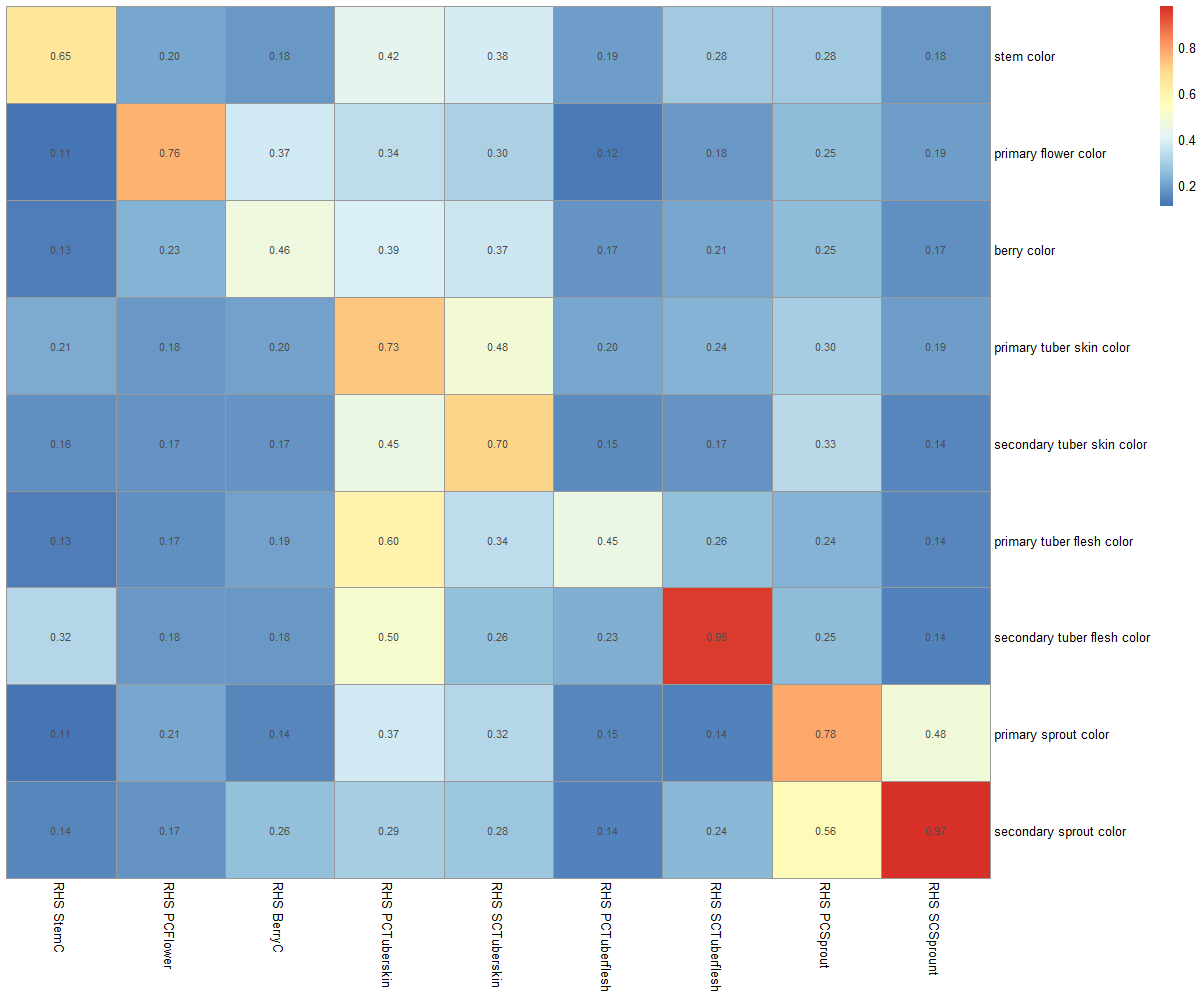 0.65 0.20 0.18 0.42 0.38 0.19 0.28 0.28 0.18 stem color
0.11 0.76 0.37 0.34 0.30 0.12 0.18 0.25 0.19 primary flower color
0.13 0.23 0.46 0.39 0.37 0.17 0.21 0.25 0.17 berry color
0.21 0.18 0.20 0.73 0.48 0.20 0.24 0.30 0.19 primary tuber skin color
0.16 0.17 0.17 0.45 0.70 0.15 0.17 0.33 0.14 secondary tuber skin color
0.13 0.17 0.19 0.60 0.34 0.45 0.26 0.24 0.14 primary tuber flesh color
0.32 0.18 0.18 0.50 0.26 0.23 0.95 0.25 0.14 secondary tuber flesh color
0.11 0.21 0.14 0.37 0.32 0.15 0.14 0.78 0.48 primary sprout color
0.14 0.17 0.26 0.29 0.28 0.14 0.24 0.56 0.97 secondary sprout color
RHS StemC
RHS PCFlower
RHS BerryC
RHS PCTuberskin
RHS SCTuberskin
RHS PCTuberflesh
RHS SCTuberflesh
RHS PCSprout
RHS SCSprount
0.8
0.6
0.4
0.2